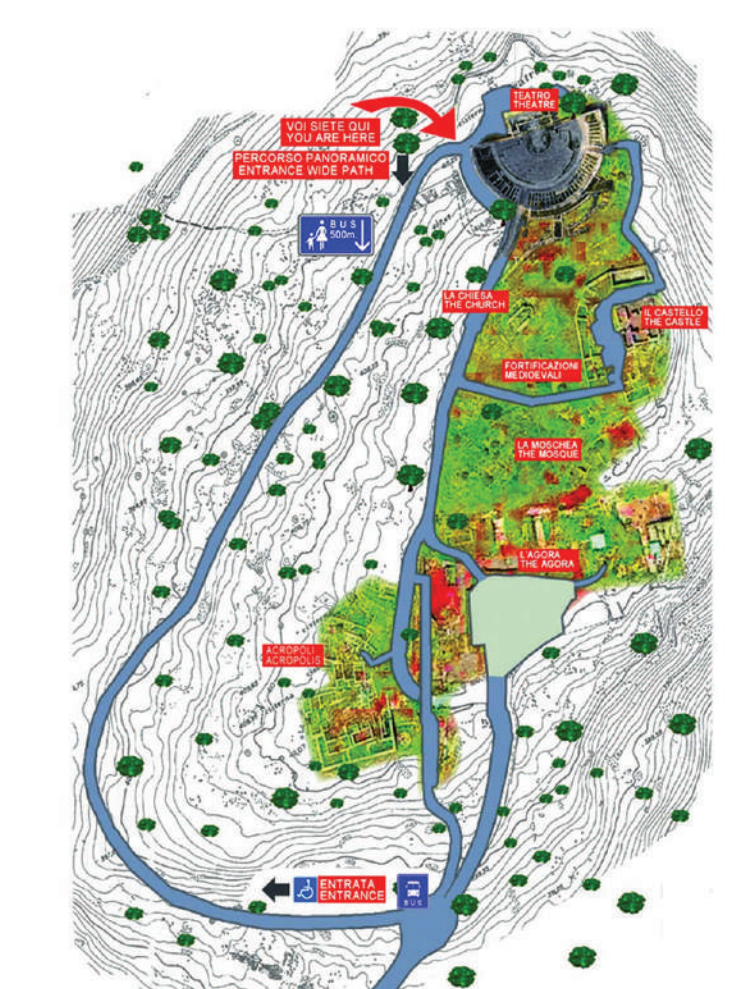 TEATRO
THEATRE
VOI SIETE QUI
YOU ARE HERE
PERCORSO PANORAMICO
ENTRANCE WIDE PATH
BUS
500m.
LA CHIESA
THE CHURCH
IL CASTELLO
THE CASTLE
FORTIFICAZIONI
MEDIOEVALI
LA MOSCHEA
THE MOSQUE
L'AGORA
THE AGORA
ACROPOLI
ACROPOLIS
ENTRATA
ENTRANCE
BUS